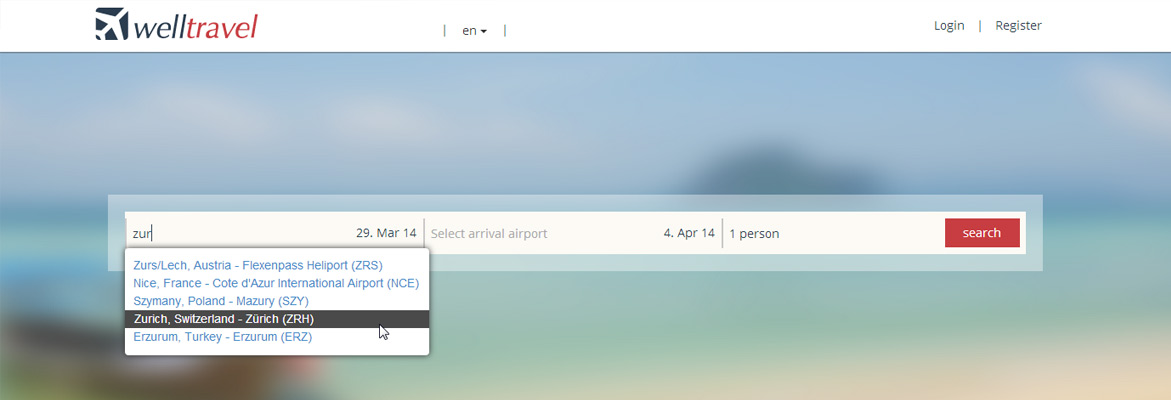 welltravel
| en |
Login | Register
zur 29. Mar 14 Select arrival airport 4. Apr 14 1 person search
Zurs/Lech, Austria - Flexenpass Heliport (ZRS)
Nice, France - Cote d'Azur International Airport (NCE)
Szymany, Poland - Mazury (SZY)
Zurich, Switzerland - Zürich (ZRH)
Erzurum, Turkey - Erzurum (ERZ)